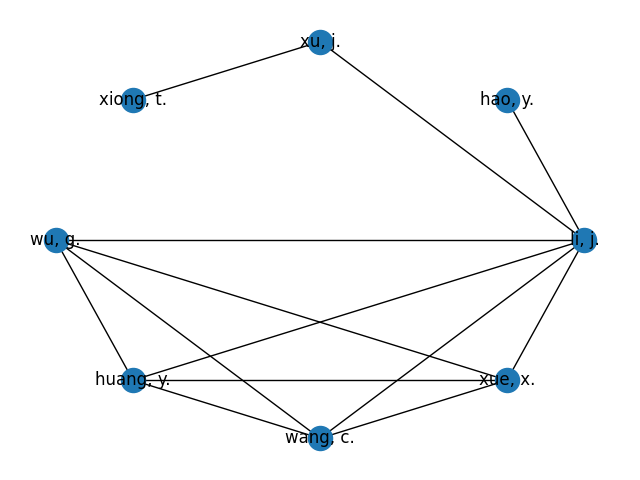 xu, j.
xiong, t.
hao, y.
wu, g.
li, j.
huang, y.
xue, x.
wang, c.